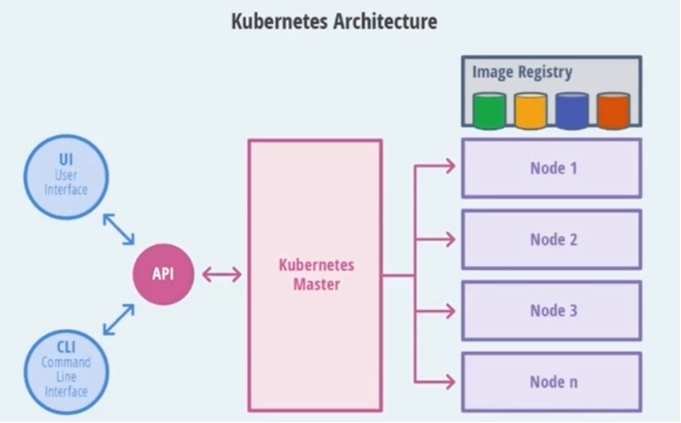 Kubernetes Architecture
Image Registry
UI
User
Interface
API
CLI
Command
Line
Interface
Kubernetes
Master
Node 1
Node 2
Node 3
Node n